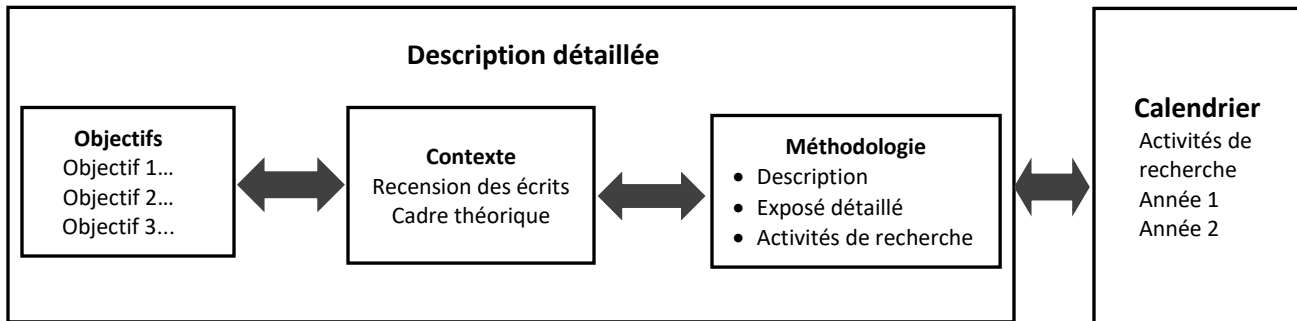 Description détaillée
Objectifs
Objectif 1...
Objectif 2...
Objectif 3...
Contexte
Recension des écrits
Cadre théorique
Méthodologie
• Description
• Exposé détaillé
• Activités de recherche
Calendrier
Activités de
recherche
Année 1
Année 2